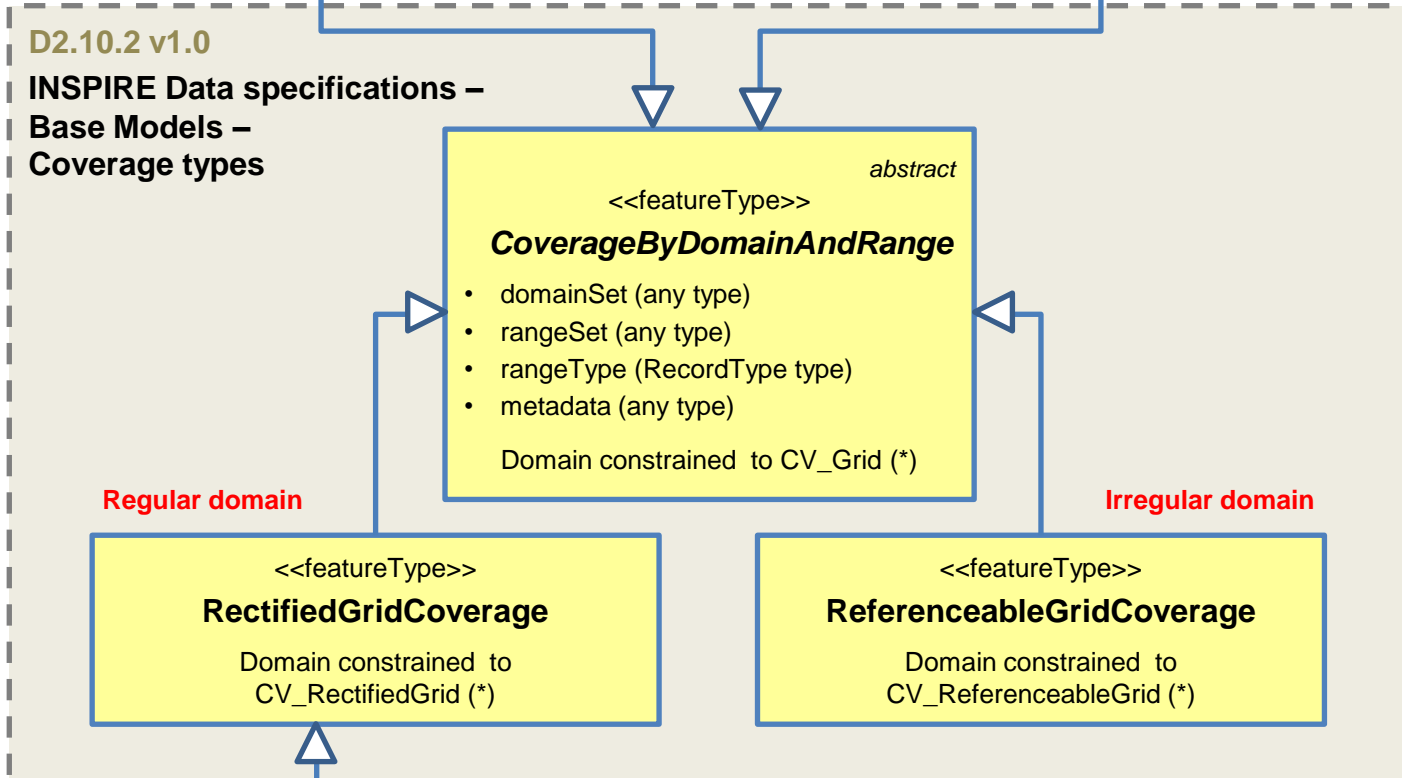 D2.10.2 v1.0
INSPIRE Data specifications –
Base Models –
Coverage types
abstract
<<featureType>>
CoverageByDomainAndRange
• domainSet (any type)
• rangeSet (any type)
• rangeType (RecordType type)
• metadata (any type)
Domain constrained to CV_Grid (*)
Regular domain
Irregular domain
<<featureType>>
RectifiedGridCoverage
Domain constrained to
CV_RectifiedGrid (*)
<<featureType>>
ReferenceableGridCoverage
Domain constrained to
CV_ReferenceableGrid (*)